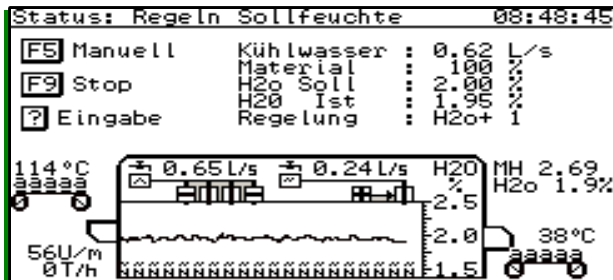 Status: Regeln Sollfeuchte 08:48:45
F5 Manuell Kühlwasser : 0.62 L/s
Material : 100 %
F9 Stop H2o Soll : 2.00 %
H20 Ist : 1.95 %
? Eingabe Regelung : H2o+ 1
114°C 0.65L/s 0.24L/s H2O MH 2.69
% H2o 1.9%
2.5
2.0 38°C
56U/m
0T/h 1.5